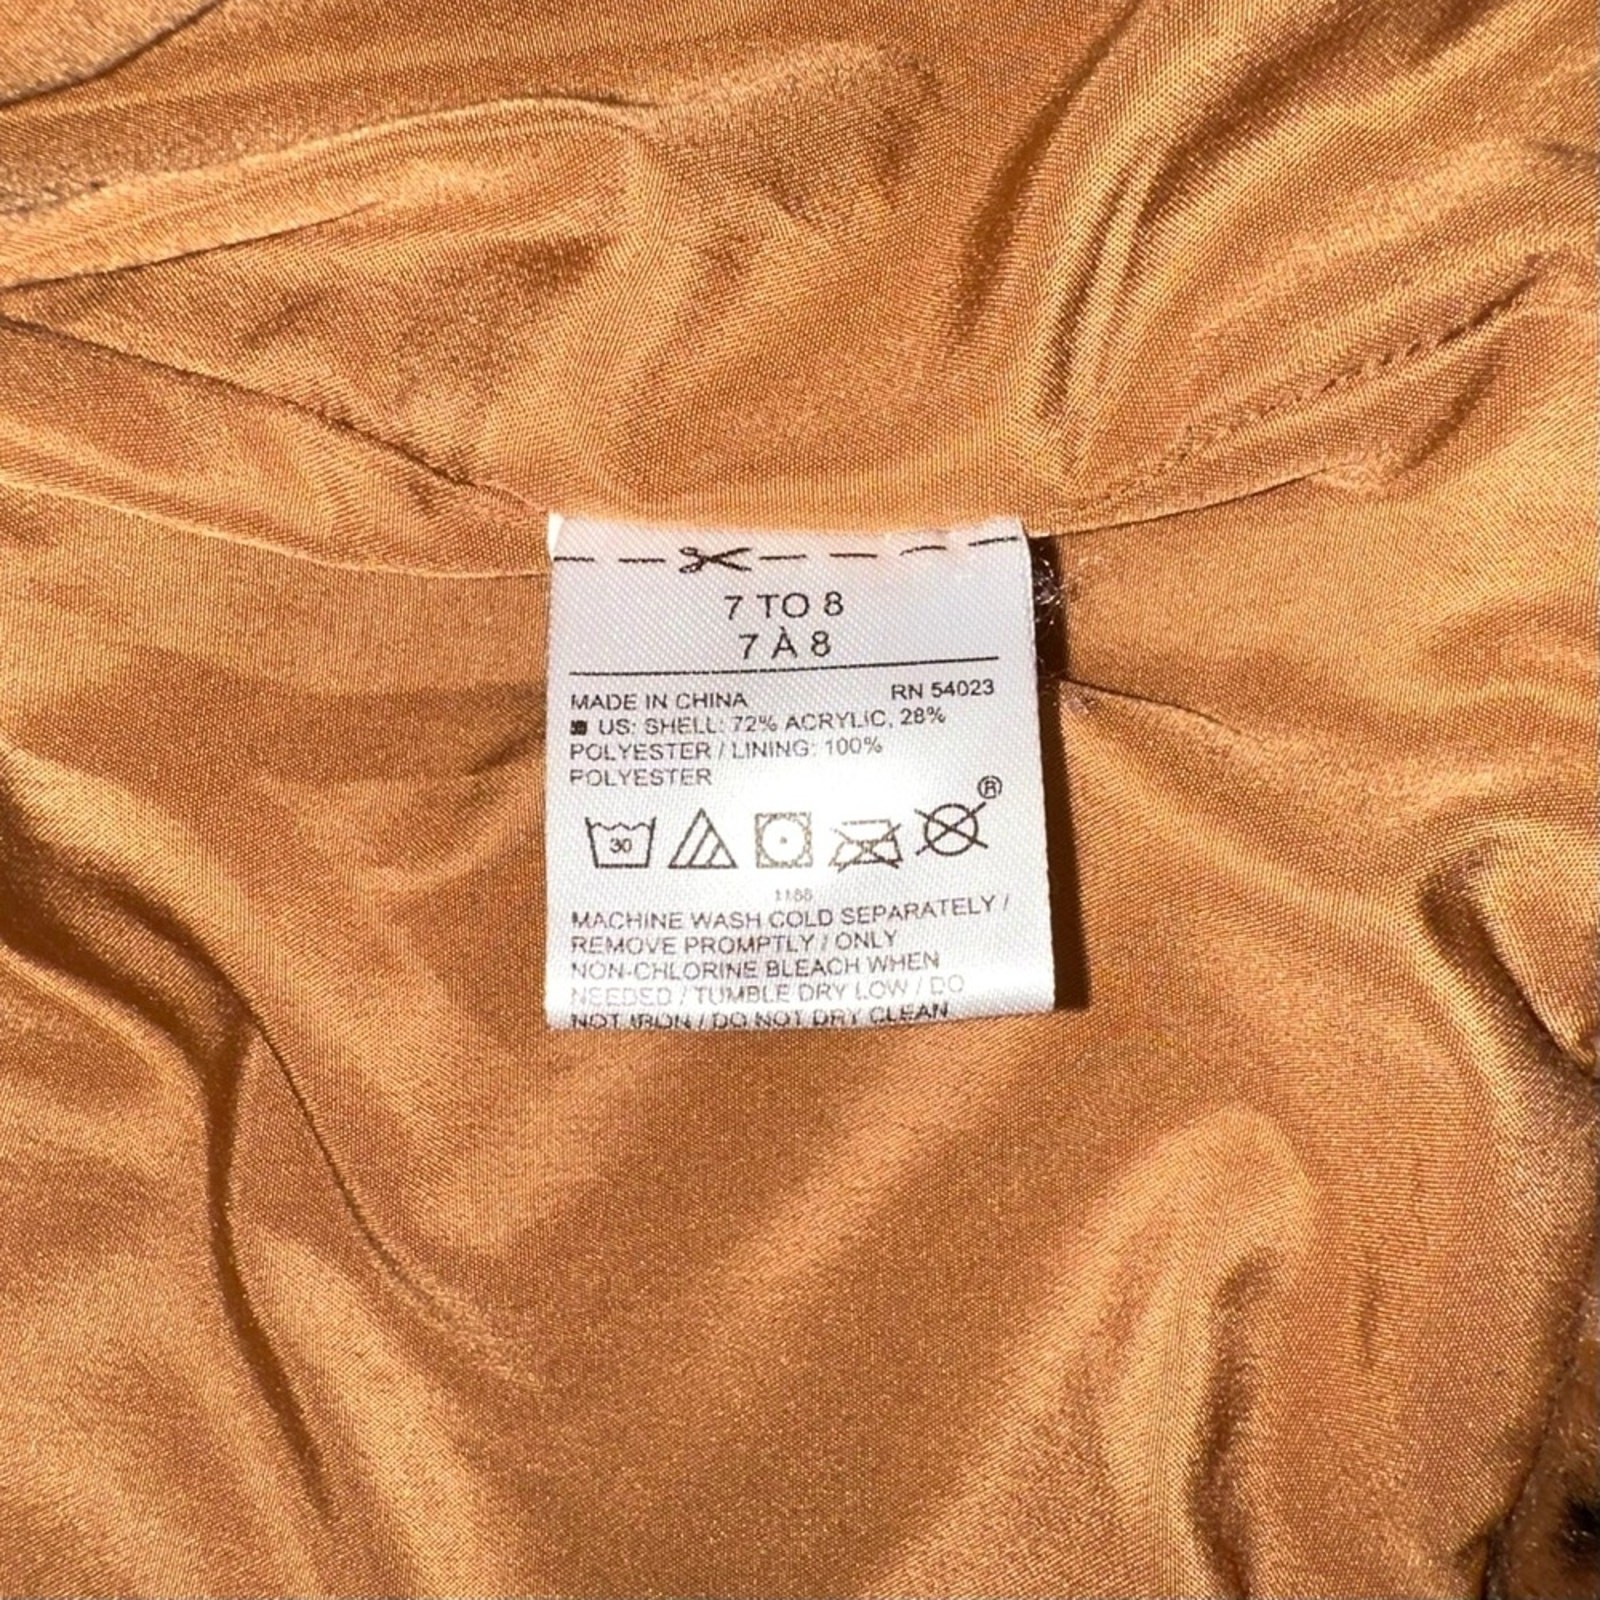 7 TO 8
7 À 8
MADE IN CHINA RN 54023
US: SHELL: 72% ACRYLIC, 28%
POLYESTER / LINING: 100%
POLYESTER
30
®
1188
MACHINE WASH COLD SEPARATELY /
REMOVE PROMPTLY / ONLY
NON-CHLORINE BLEACH WHEN
NEEDED / TUMBLE DRY LOW / DO
NOT IRON / DO NOT DRY CLEAN